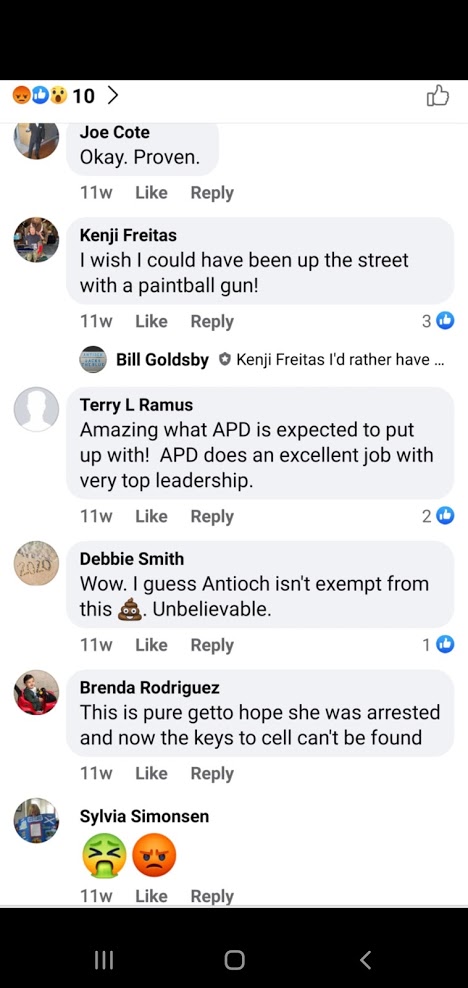 10
Joe Cote
Okay. Proven.
11w Like Reply
Kenji Freitas
I wish I could have been up the street
with a paintball gun!
11w Like Reply 3
Bill Goldsby Kenji Freitas I'd rather have ...
Terry L Ramus
Amazing what APD is expected to put
up with! APD does an excellent job with
very top leadership.
11w Like Reply 2
Debbie Smith
Wow. I guess Antioch isn't exempt from
this 💩. Unbelievable.
11w Like Reply 1
Brenda Rodriguez
This is pure getto hope she was arrested
and now the keys to cell can't be found
11w Like Reply
Sylvia Simonsen
🤮😡
11w Like Reply